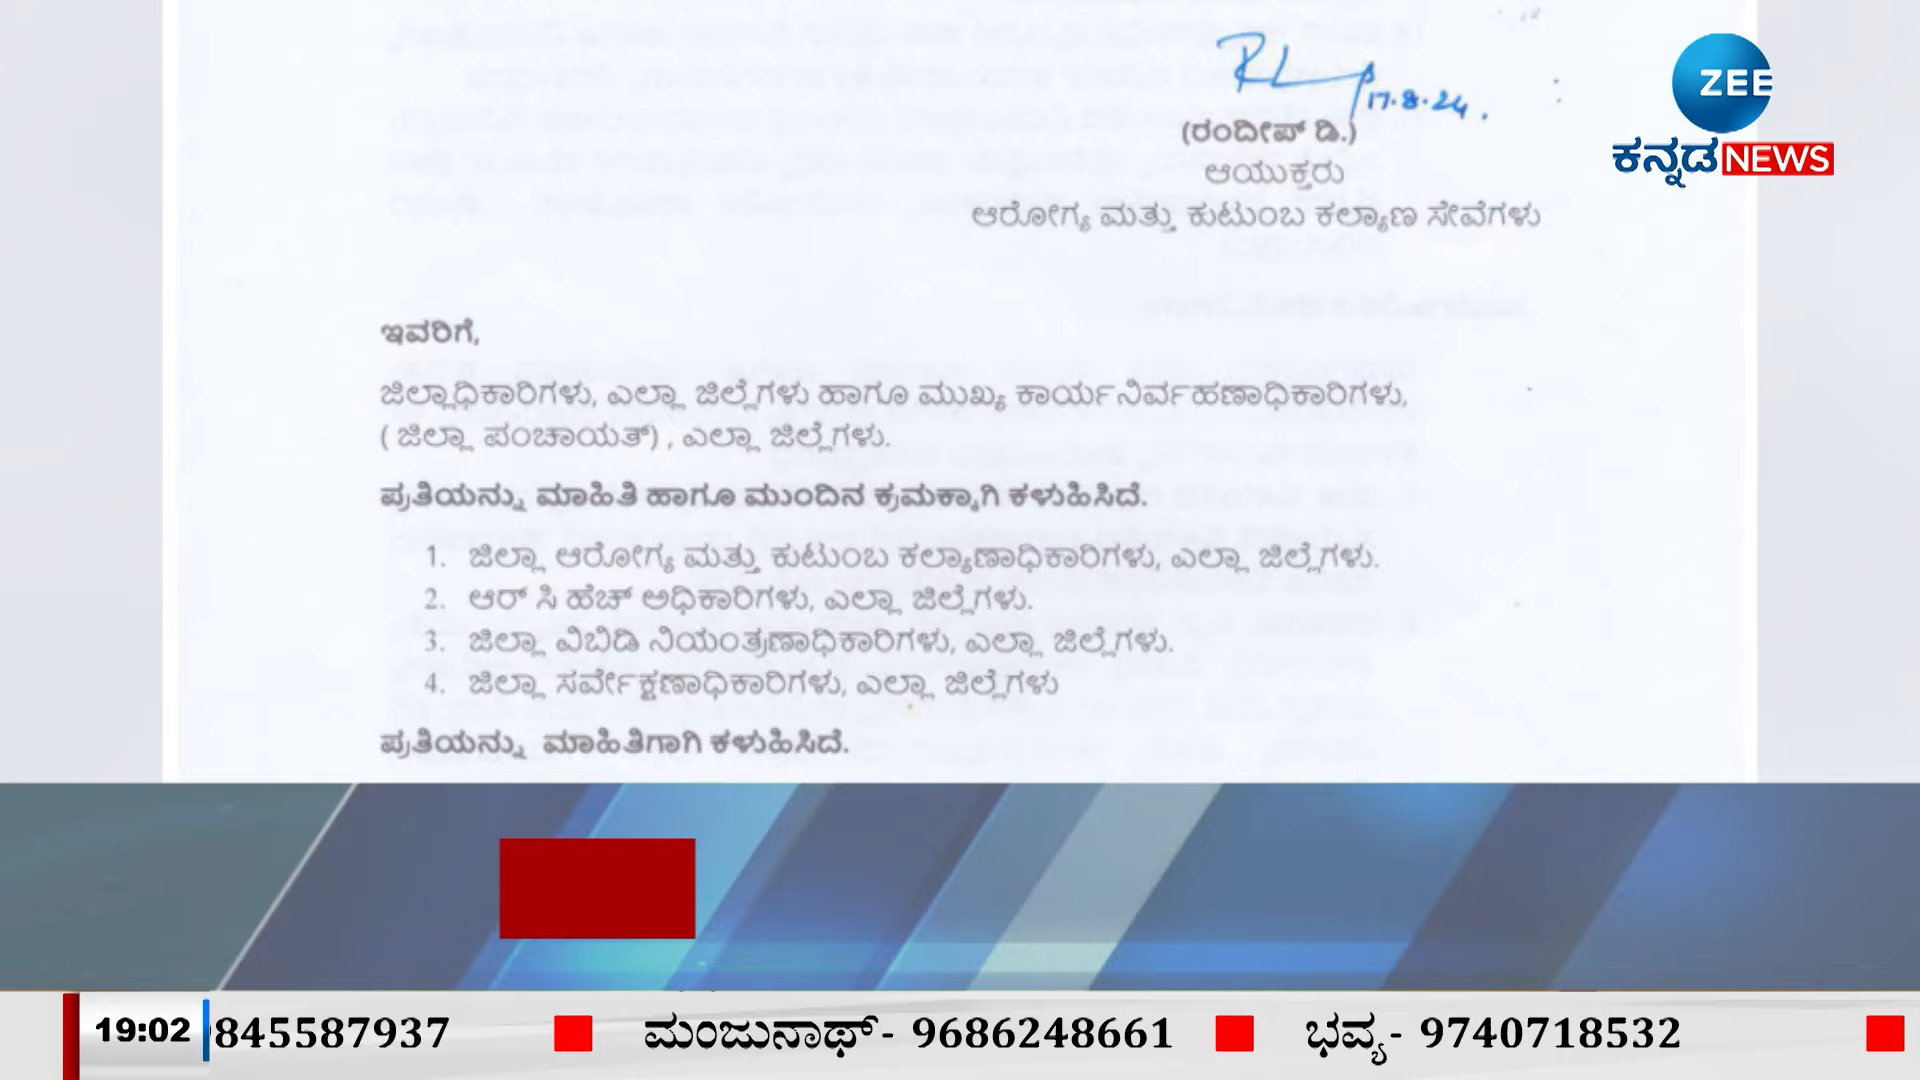 17.8.24.
(ರಂದೀಪ್ ಡಿ.)
ಆಯುಕ್ತರು
ಆರೋಗ್ಯ ಮತ್ತು ಕುಟುಂಬ ಕಲ್ಯಾಣ ಸೇವೆಗಳು
ZEE
ಕನ್ನಡ NEWS
ಇವರಿಗೆ,
ಜಿಲ್ಲಾಧಿಕಾರಿಗಳು, ಎಲ್ಲಾ ಜಿಲ್ಲೆಗಳು ಹಾಗೂ ಮುಖ್ಯ ಕಾರ್ಯನಿರ್ವಹಣಾಧಿಕಾರಿಗಳು,
( ಜಿಲ್ಲಾ ಪಂಚಾಯತ್) , ಎಲ್ಲಾ ಜಿಲ್ಲೆಗಳು.
ಪ್ರತಿಯನ್ನು ಮಾಹಿತಿ ಹಾಗೂ ಮುಂದಿನ ಕ್ರಮಕ್ಕಾಗಿ ಕಳುಹಿಸಿದೆ.
1. ಜಿಲ್ಲಾ ಆರೋಗ್ಯ ಮತ್ತು ಕುಟುಂಬ ಕಲ್ಯಾಣಾಧಿಕಾರಿಗಳು, ಎಲ್ಲಾ ಜಿಲ್ಲೆಗಳು.
2. ಆರ್ ಸಿ ಹೆಚ್ ಅಧಿಕಾರಿಗಳು, ಎಲ್ಲಾ ಜಿಲ್ಲೆಗಳು.
3. ಜಿಲ್ಲಾ ವಿಬಿಡಿ ನಿಯಂತ್ರಣಾಧಿಕಾರಿಗಳು, ಎಲ್ಲಾ ಜಿಲ್ಲೆಗಳು.
4. ಜಿಲ್ಲಾ ಸರ್ವೇಕ್ಷಣಾಧಿಕಾರಿಗಳು, ಎಲ್ಲಾ ಜಿಲ್ಲೆಗಳು
ಪ್ರತಿಯನ್ನು ಮಾಹಿತಿಗಾಗಿ ಕಳುಹಿಸಿದೆ.
19:02 845587937 ಮಂಜುನಾಥ್- 9686248661 ಭವ್ಯ- 9740718532